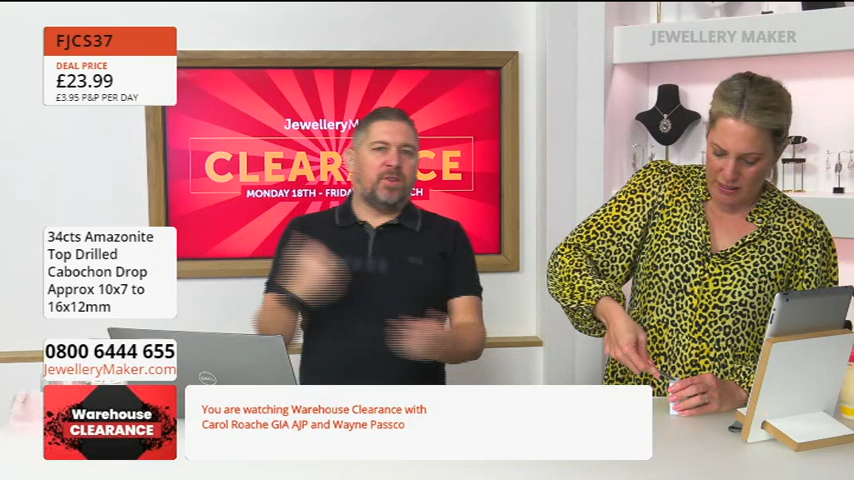 FJCS37
DEAL PRICE
£23.99
£3.95 P&P PER DAY
JEWELLERY MAKER
JewelleryM
CLEAR CE
MONDAY 18TH - FRIDA CH
34cts Amazonite
Top Drilled
Cabochon Drop
Approx 10x7 to
16x12mm
0800 6444 655
JewelleryMaker.com
DELL
Warehouse
CLEARANCE
You are watching Warehouse Clearance with
Carol Roache GIA AJP and Wayne Passco